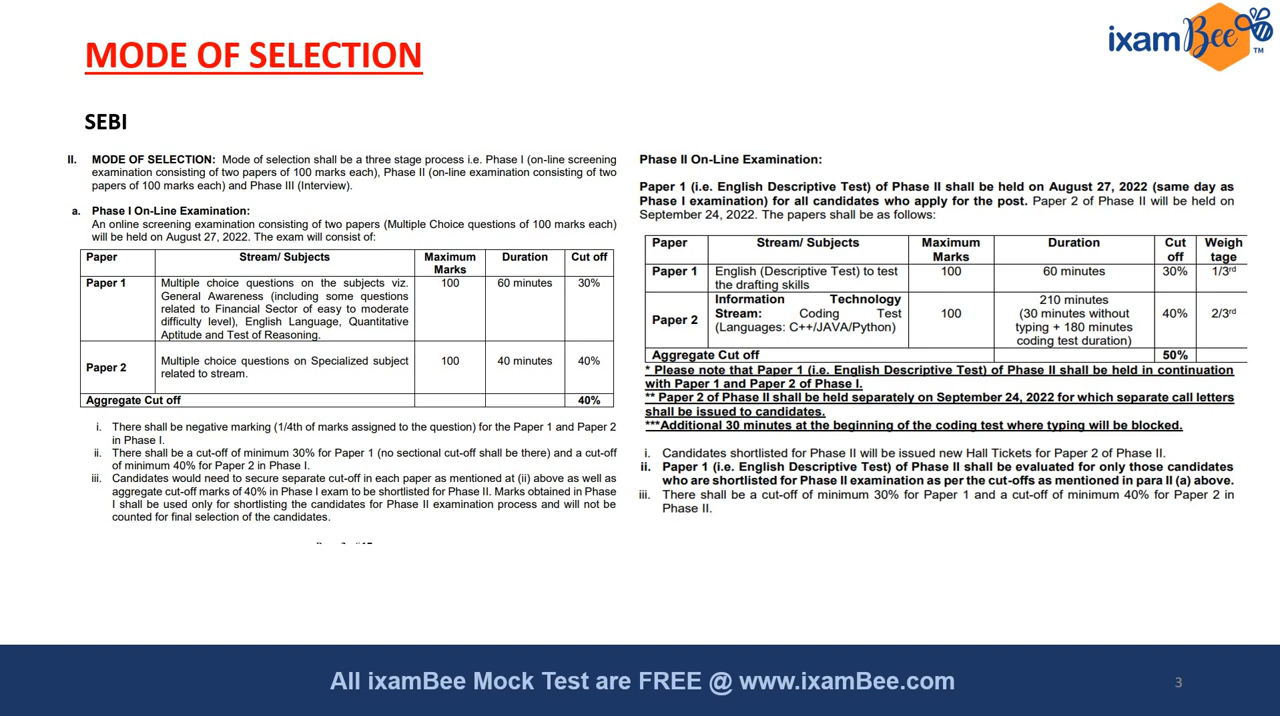 MODE OF SELECTION
ixamBee
TM
SEBI
II. MODE OF SELECTION: Mode of selection shall be a three stage process i.e. Phase I (on-line screening
examination consisting of two papers of 100 marks each), Phase II (on-line examination consisting of two
papers of 100 marks each) and Phase III (Interview).
a. Phase I On-Line Examination:
An online screening examination consisting of two papers (Multiple Choice questions of 100 marks each)
will be held on August 27, 2022. The exam will consist of:
Paper Stream/ Subjects Maximum Duration Cut off
Marks
Paper 1 Multiple choice questions on the subjects viz. 100 60 minutes 30%
General Awareness (including some questions
related to Financial Sector of easy to moderate
difficulty level), English Language, Quantitative
Aptitude and Test of Reasoning.
Paper 2 Multiple choice questions on Specialized subject 100 40 minutes 40%
related to stream.
Aggregate Cut off 40%
i. There shall be negative marking (1/4th of marks assigned to the question) for the Paper 1 and Paper 2
in Phase I.
ii. There shall be a cut-off of minimum 30% for Paper 1 (no sectional cut-off shall be there) and a cut-off
of minimum 40% for Paper 2 in Phase I.
iii. Candidates would need to secure separate cut-off in each paper as mentioned at (ii) above as well as
aggregate cut-off marks of 40% in Phase I exam to be shortlisted for Phase II. Marks obtained in Phase
I shall be used only for shortlisting the candidates for Phase II examination process and will not be
counted for final selection of the candidates.
Phase II On-Line Examination:
Paper 1 (i.e. English Descriptive Test) of Phase II shall be held on August 27, 2022 (same day as
Phase I examination) for all candidates who apply for the post. Paper 2 of Phase II will be held on
September 24, 2022. The papers shall be as follows:
Paper Stream/ Subjects Maximum Duration Cut Weigh
Marks off tage
Paper 1 English (Descriptive Test) to test 100 60 minutes 30% 1/3rd
the drafting skills
Paper 2 Information Technology 100 210 minutes 40% 2/3rd
Stream: Coding Test (30 minutes without
(Languages: C++/JAVA/Python) typing + 180 minutes
coding test duration)
Aggregate Cut off 50%
* Please note that Paper 1 (i.e. English Descriptive Test) of Phase II shall be held in continuation
with Paper 1 and Paper 2 of Phase I.
** Paper 2 of Phase II shall be held separately on September 24, 2022 for which separate call letters
shall be issued to candidates.
***Additional 30 minutes at the beginning of the coding test where typing will be blocked.
i. Candidates shortlisted for Phase II will be issued new Hall Tickets for Paper 2 of Phase II.
ii. Paper 1 (i.e. English Descriptive Test) of Phase II shall be evaluated for only those candidates
who are shortlisted for Phase II examination as per the cut-offs as mentioned in para II (a) above.
iii. There shall be a cut-off of minimum 30% for Paper 1 and a cut-off of minimum 40% for Paper 2 in
Phase II.
All ixamBee Mock Test are FREE @ www.ixamBee.com
3